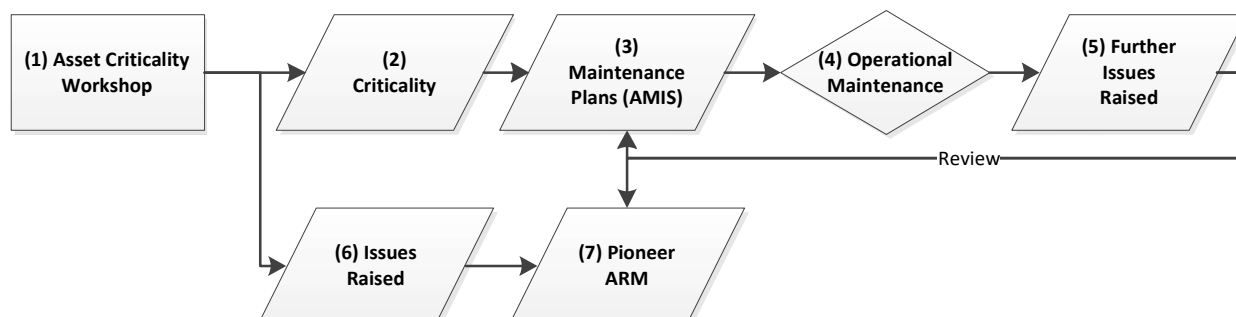 (1) Asset Criticality
Workshop
(2)
Criticality
(3)
Maintenance
Plans (AMIS)
(4) Operational
Maintenance
(5) Further
Issues
Raised
Review
(6) Issues
Raised
(7) Pioneer
ARM